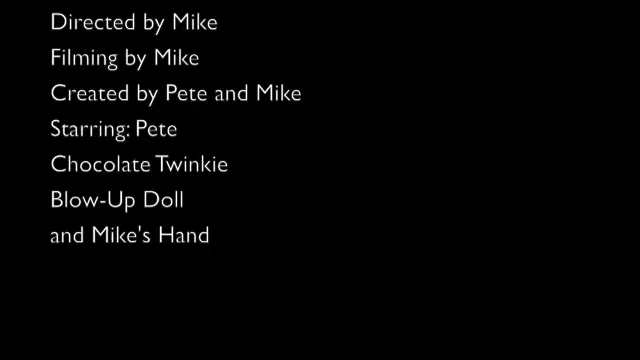 Directed by Mike
Filming by Mike
Created by Pete and Mike
Starring: Pete
Chocolate Twinkie
Blow-Up Doll
and Mike's Hand